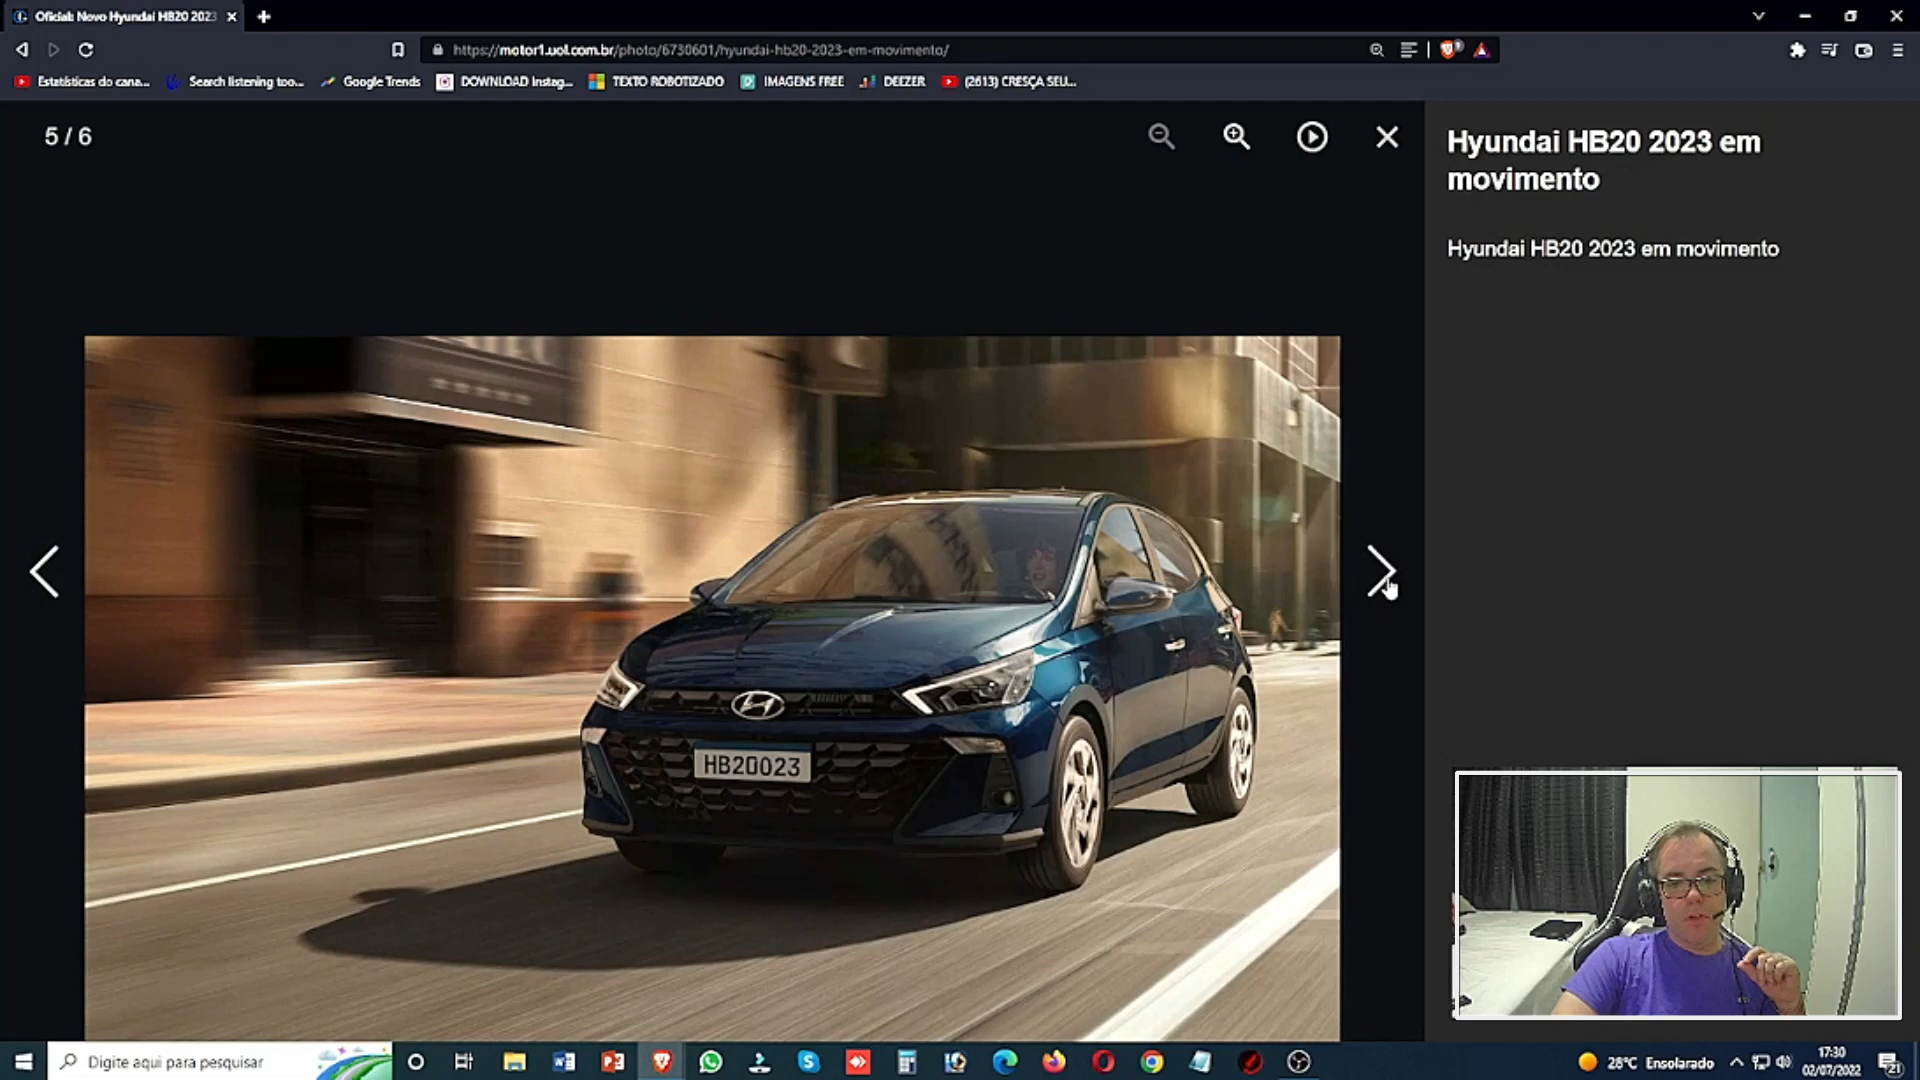 Oficial: Novo Hyundai HB20 2023
https://motor1.uol.com.br/photo/6730601/hyundai-hb20-2023-em-movimento/
Estatísticas do cana...
Search listening too...
Google Trends
DOWNLOAD Instag...
TEXTO ROBOTIZADO
IMAGENS FREE
DEEZER
(2613) CRESÇA SEU...
5 / 6
Hyundai HB20 2023 em
movimento
Hyundai HB20 2023 em movimento
HB20023
Digite aqui para pesquisar
28°C Ensolarado
17:30
02/07/2022
21